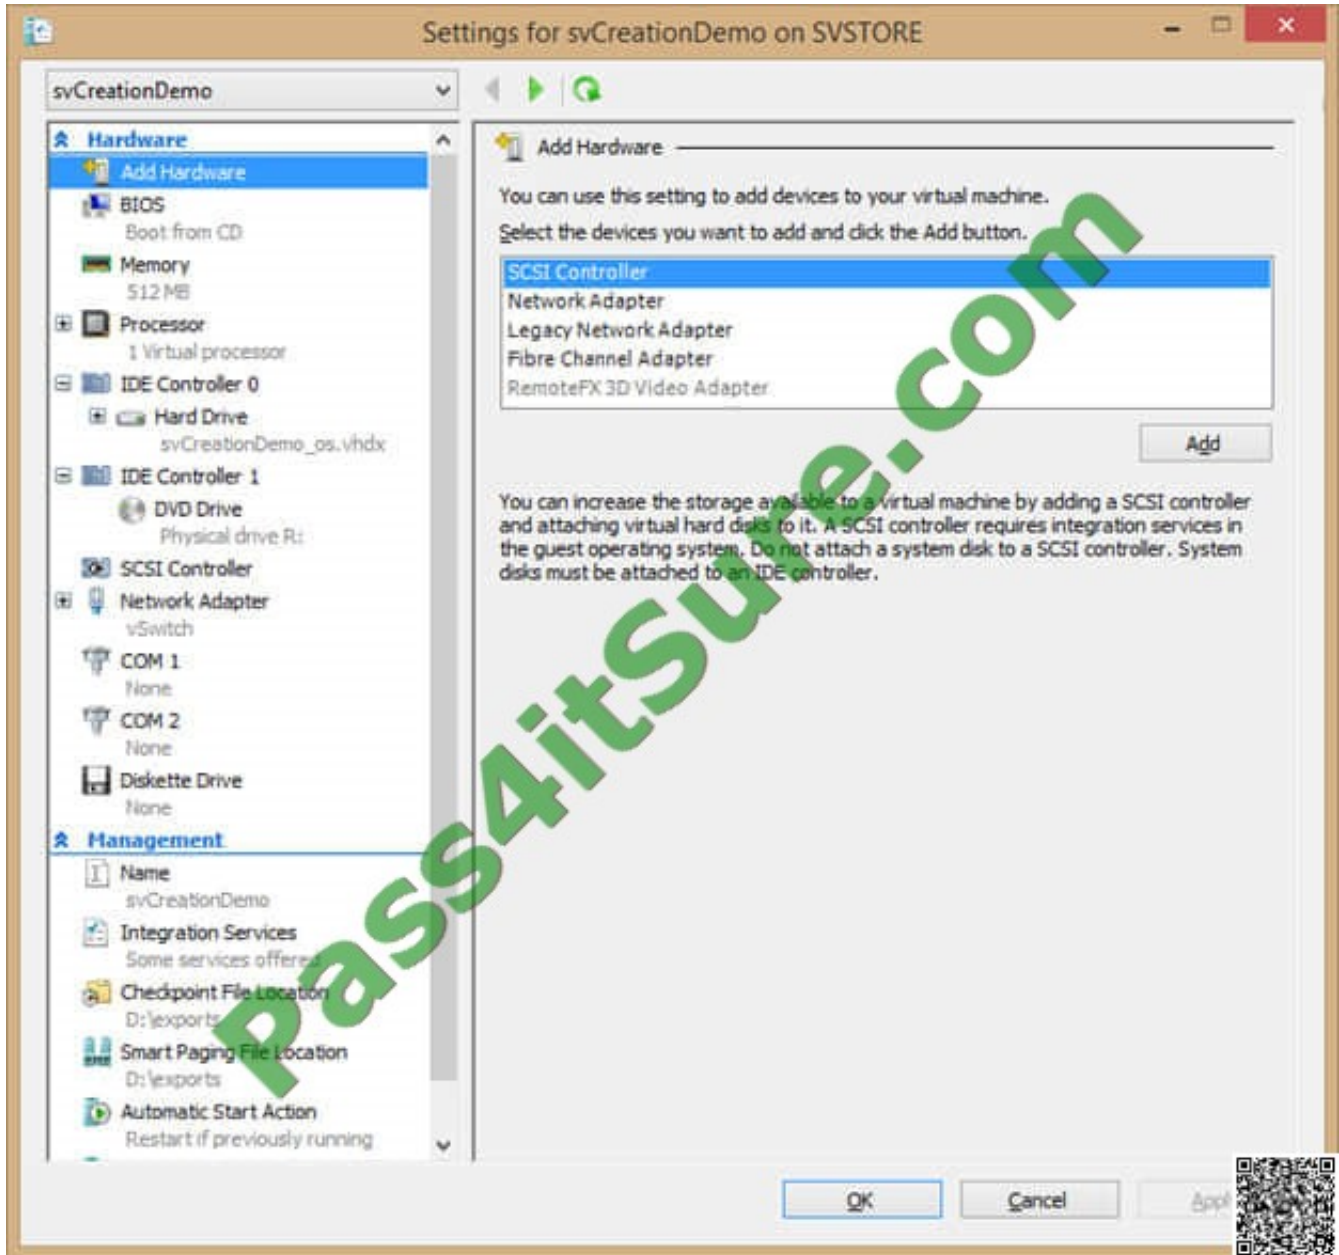 Settings for svCreationDemo on SVSTORE
svCreationDemo
Hardware
Add Hardware
BIOS
Boot from CD
Memory
512 MB
Processor
1 Virtual processor
IDE Controller 0
Hard Drive
svCreationDemo_os.vhdx
IDE Controller 1
DVD Drive
Physical drive R:
SCSI Controller
Network Adapter
vSwitch
COM 1
None
COM 2
None
Diskette Drive
None
Management
Name
svCreationDemo
Integration Services
Some services offered
Checkpoint File Location
D:\exports
Smart Paging File Location
D:\exports
Automatic Start Action
Restart if previously running
Add Hardware
You can use this setting to add devices to your virtual machine.
Select the devices you want to add and click the Add button.
SCSI Controller
Network Adapter
Legacy Network Adapter
Fibre Channel Adapter
RemoteFX 3D Video Adapter
Add
You can increase the storage available to a virtual machine by adding a SCSI controller
and attaching virtual hard disks to it. A SCSI controller requires integration services in
the guest operating system. Do not attach a system disk to a SCSI controller. System
disks must be attached to an IDE controller.
OK
Cancel
Appl
Pass4itSure.com